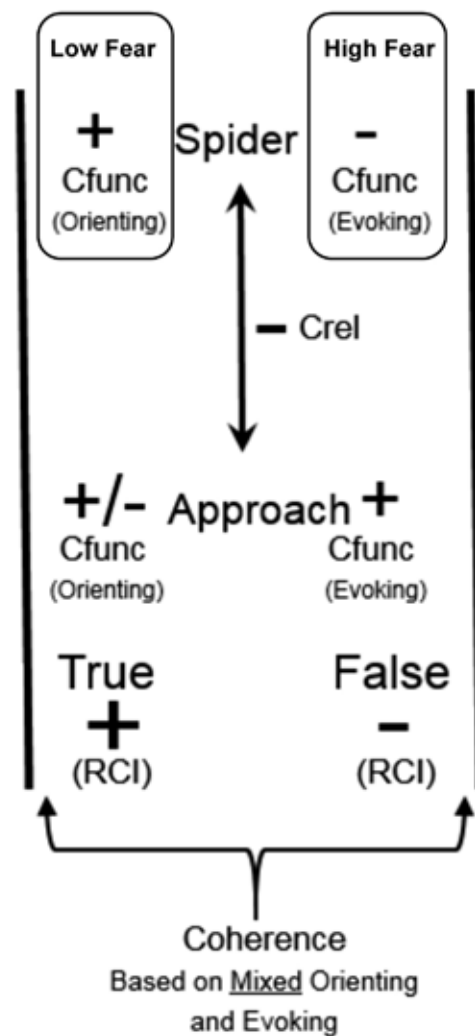 Low Fear
High Fear
+ Spider -
Cfunc Cfunc
(Orienting) (Evoking)
- Crel
+/- Approach +
Cfunc Cfunc
(Orienting) (Evoking)
True False
+ -
(RCI) (RCI)
Coherence
Based on Mixed Orienting
and Evoking